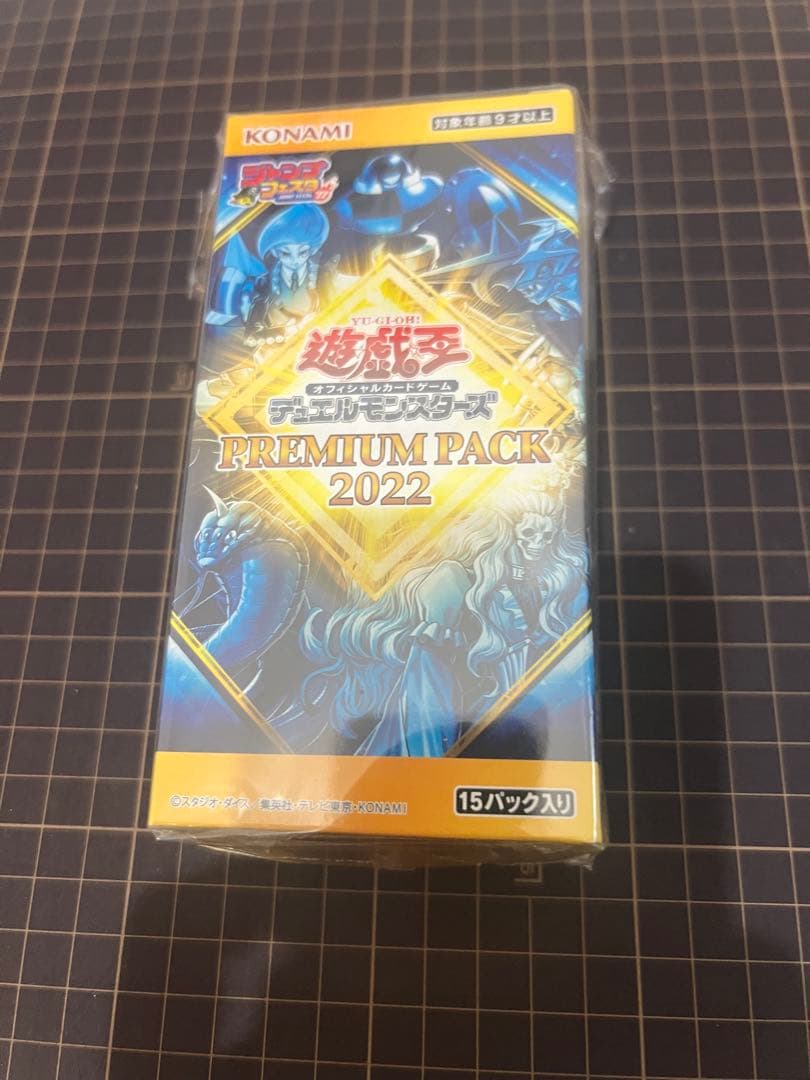 KONAMI
対象年齢9才以上
ジャンプ
フェスタ
YU-GI-OH!
遊戯王
オフィシャルカードゲーム
デュエルモンスターズ
PREMIUM PACK
2022
©スタジオ・ダイス/集英社・テレビ東京・KONAMI
15パック入り